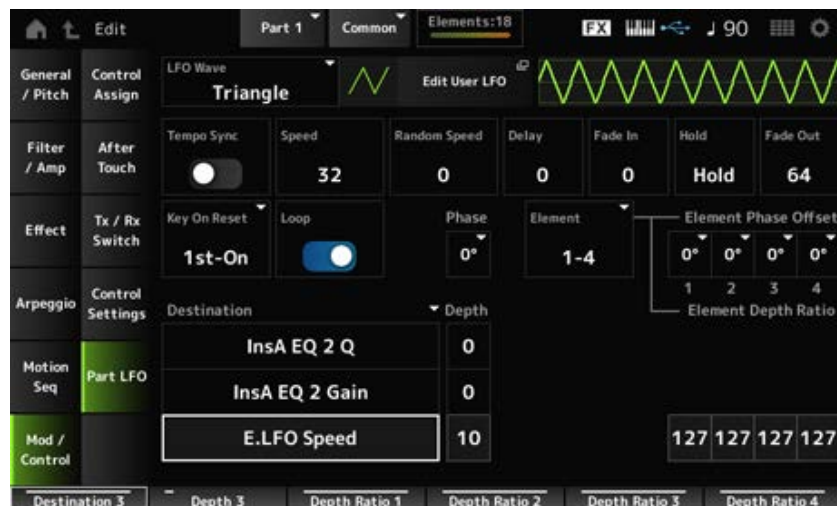 Edit
Part 1
Common
Elements:18
FX
♩ 90
General / Pitch
Control Assign
LFO Wave
Triangle
Edit User LFO
Filter / Amp
After Touch
Tempo Sync
Speed
32
Random Speed
0
Delay
0
Fade In
0
Hold
Hold
Fade Out
64
Effect
Tx / Rx Switch
Key On Reset
1st-On
Loop
Phase
0°
Element
1-4
Element Phase Offset
0° 0° 0° 0°
1 2 3 4
Element Depth Ratio
Arpeggio
Control Settings
Destination
Depth
InsA EQ 2 Q
0
Motion Seq
Part LFO
InsA EQ 2 Gain
0
Mod / Control
E.LFO Speed
10
127 127 127 127
Destination 3
Depth 3
Depth Ratio 1
Depth Ratio 2
Depth Ratio 3
Depth Ratio 4